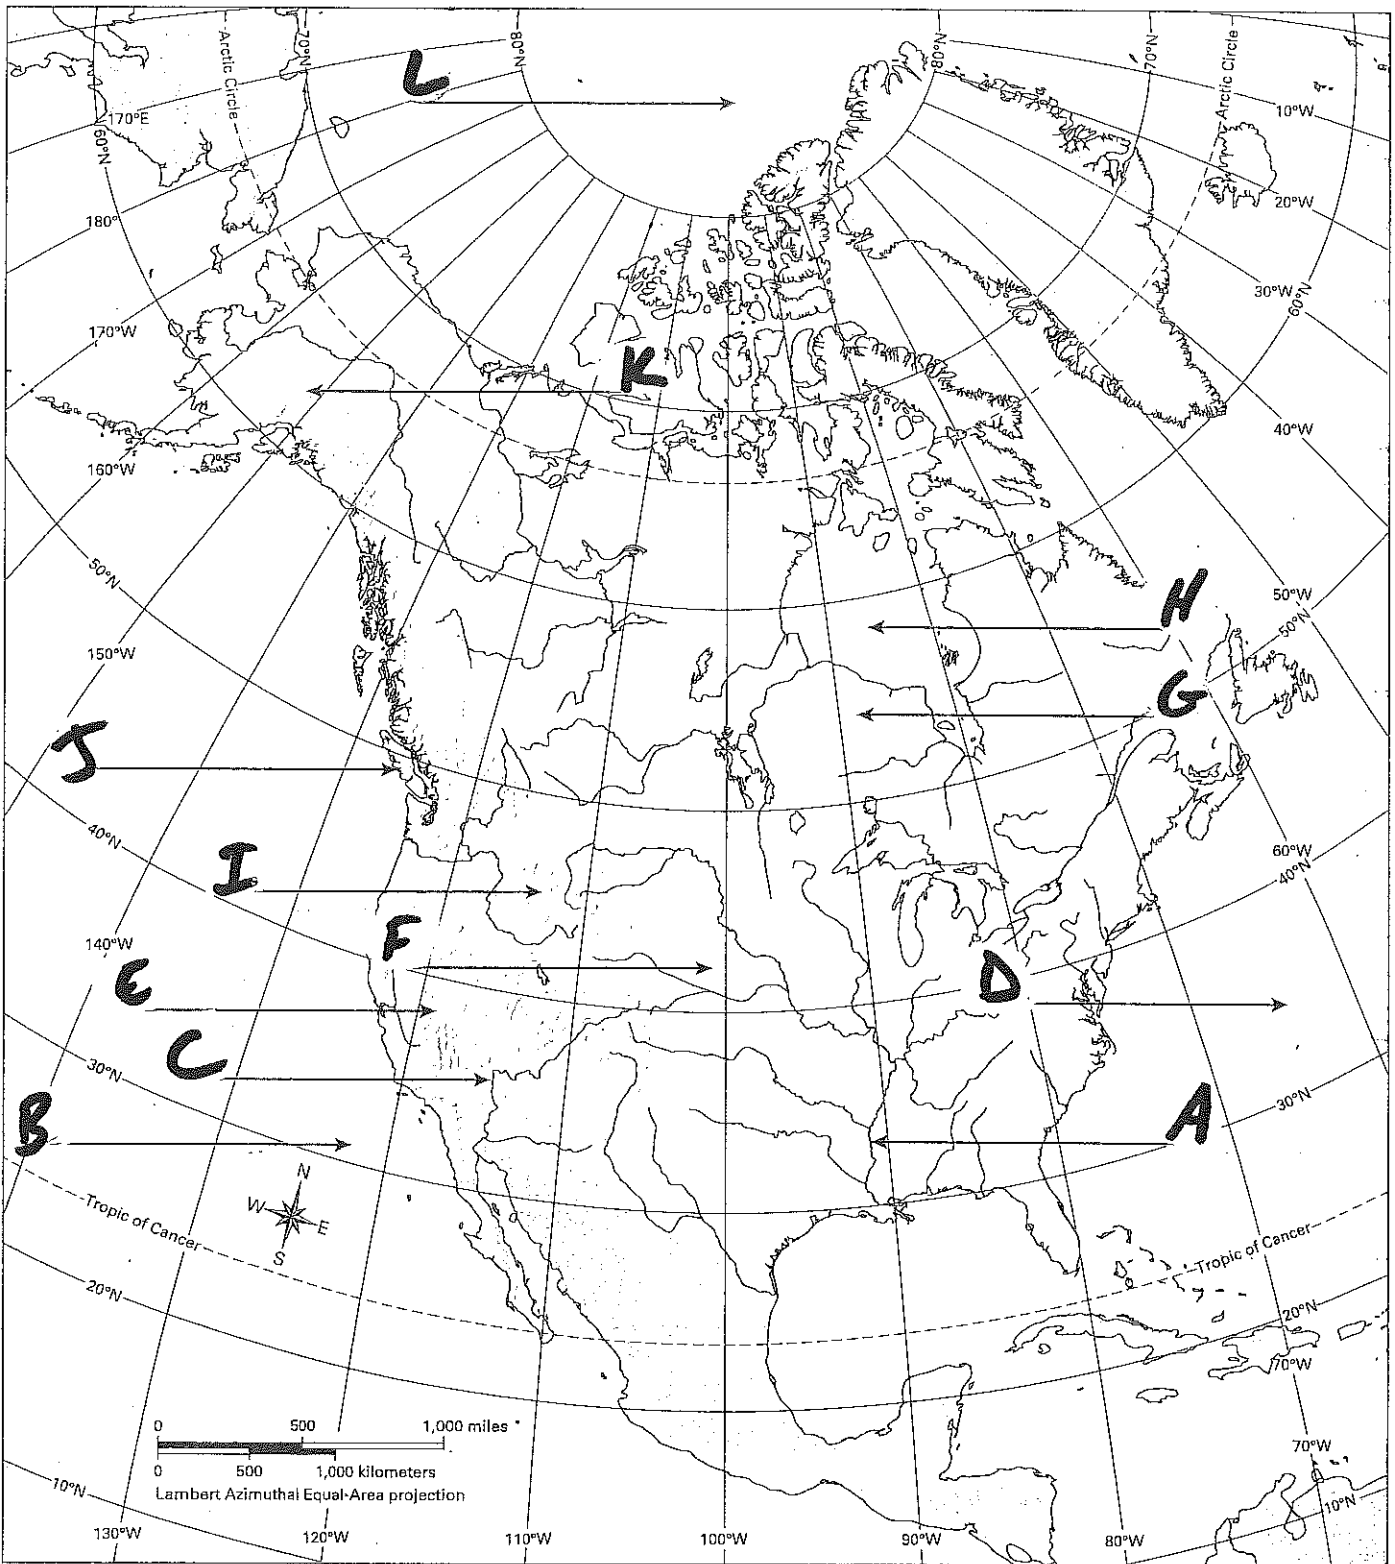 80°N
80°N
70°N
Arctic Circle
70°N
Arctic Circle
L
10°W
170°E
60°N
20°W
180°
30°W
60°N
170°W
K
40°W
160°W
50°N
H
50°W
50°N
150°W
G
J
40°N
60°W
40°N
I
F
140°W
E
D
C
30°N
30°N
B
A
N
W
E
S
Tropic of Cancer
Tropic of Cancer
20°N
20°N
70°W
0 500 1,000 miles
0 500 1,000 kilometers
Lambert Azimuthal Equal-Area projection
70°W
10°N
10°N
130°W
120°W
110°W
100°W
90°W
80°W